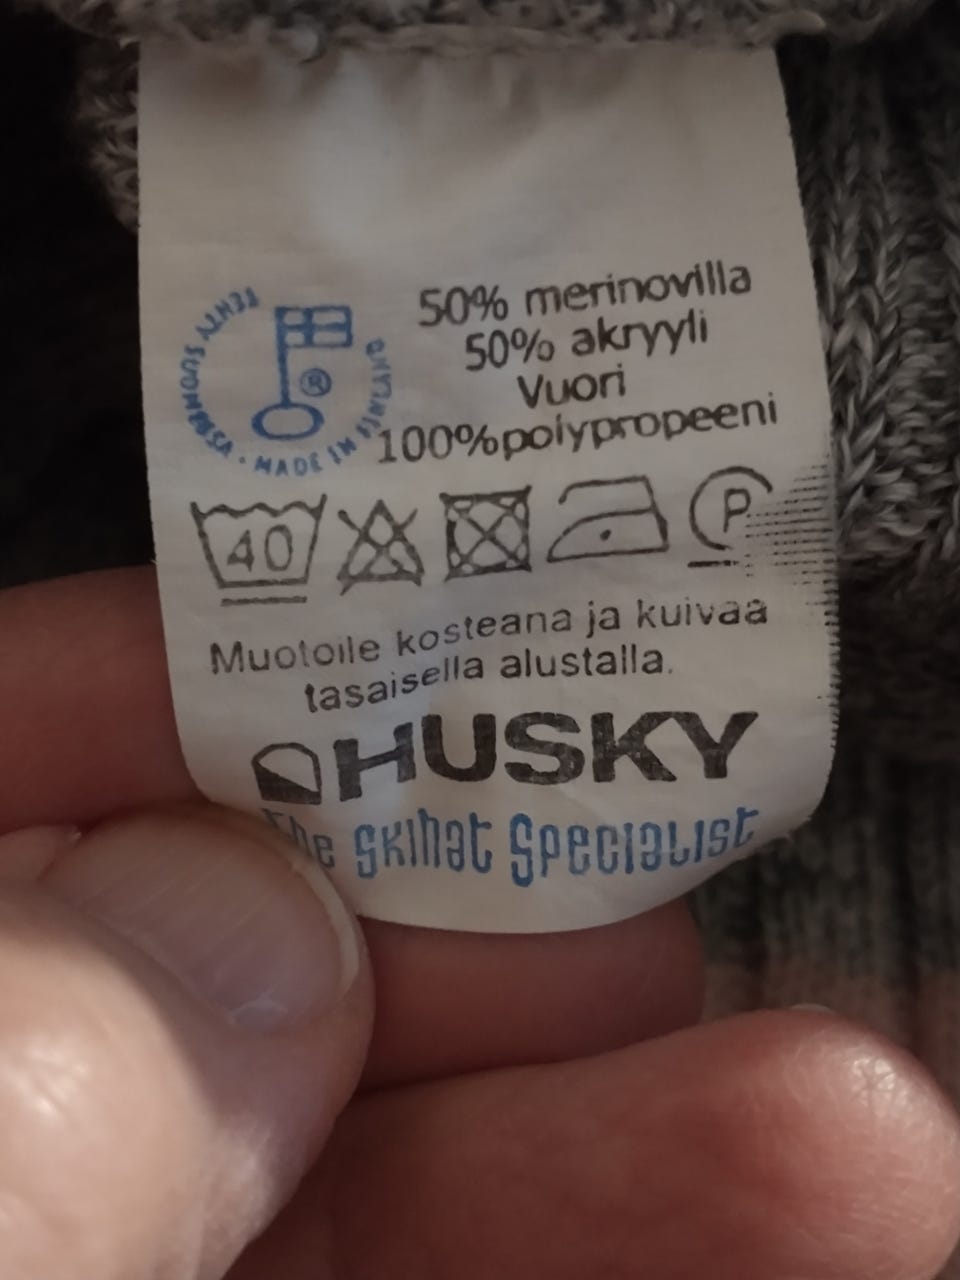 TEHTY SUOMESSA · MADE IN FINLAND
®
50% merinovilla
50% akryyli
Vuori
100%polypropeeni
40
P
Muotoile kosteana ja kuivaa
tasaisella alustalla.
HUSKY
The Skihat Specialist